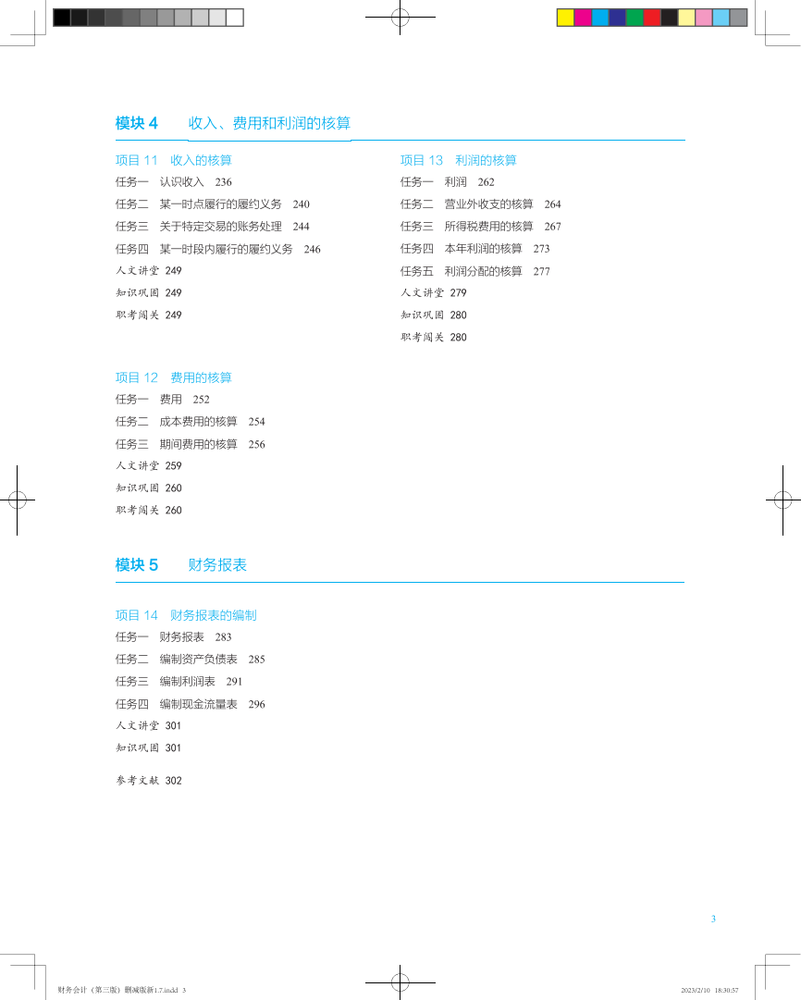 模块 4 收入、费用和利润的核算
项目 11 收入的核算
任务一 认识收入 236
任务二 某一时点履行的履约义务 240
任务三 关于特定交易的账务处理 244
任务四 某一时段内履行的履约义务 246
人文讲堂 249
知识巩固 249
职考闯关 249
项目 12 费用的核算
任务一 费用 252
任务二 成本费用的核算 254
任务三 期间费用的核算 256
人文讲堂 259
知识巩固 260
职考闯关 260
项目 13 利润的核算
任务一 利润 262
任务二 营业外收支的核算 264
任务三 所得税费用的核算 267
任务四 本年利润的核算 273
任务五 利润分配的核算 277
人文讲堂 279
知识巩固 280
职考闯关 280
模块 5 财务报表
项目 14 财务报表的编制
任务一 财务报表 283
任务二 编制资产负债表 285
任务三 编制利润表 291
任务四 编制现金流量表 296
人文讲堂 301
知识巩固 301
参考文献 302
3
财务会计（第三版）删减版新1.7.indd 3
2023/2/10 18:30:57